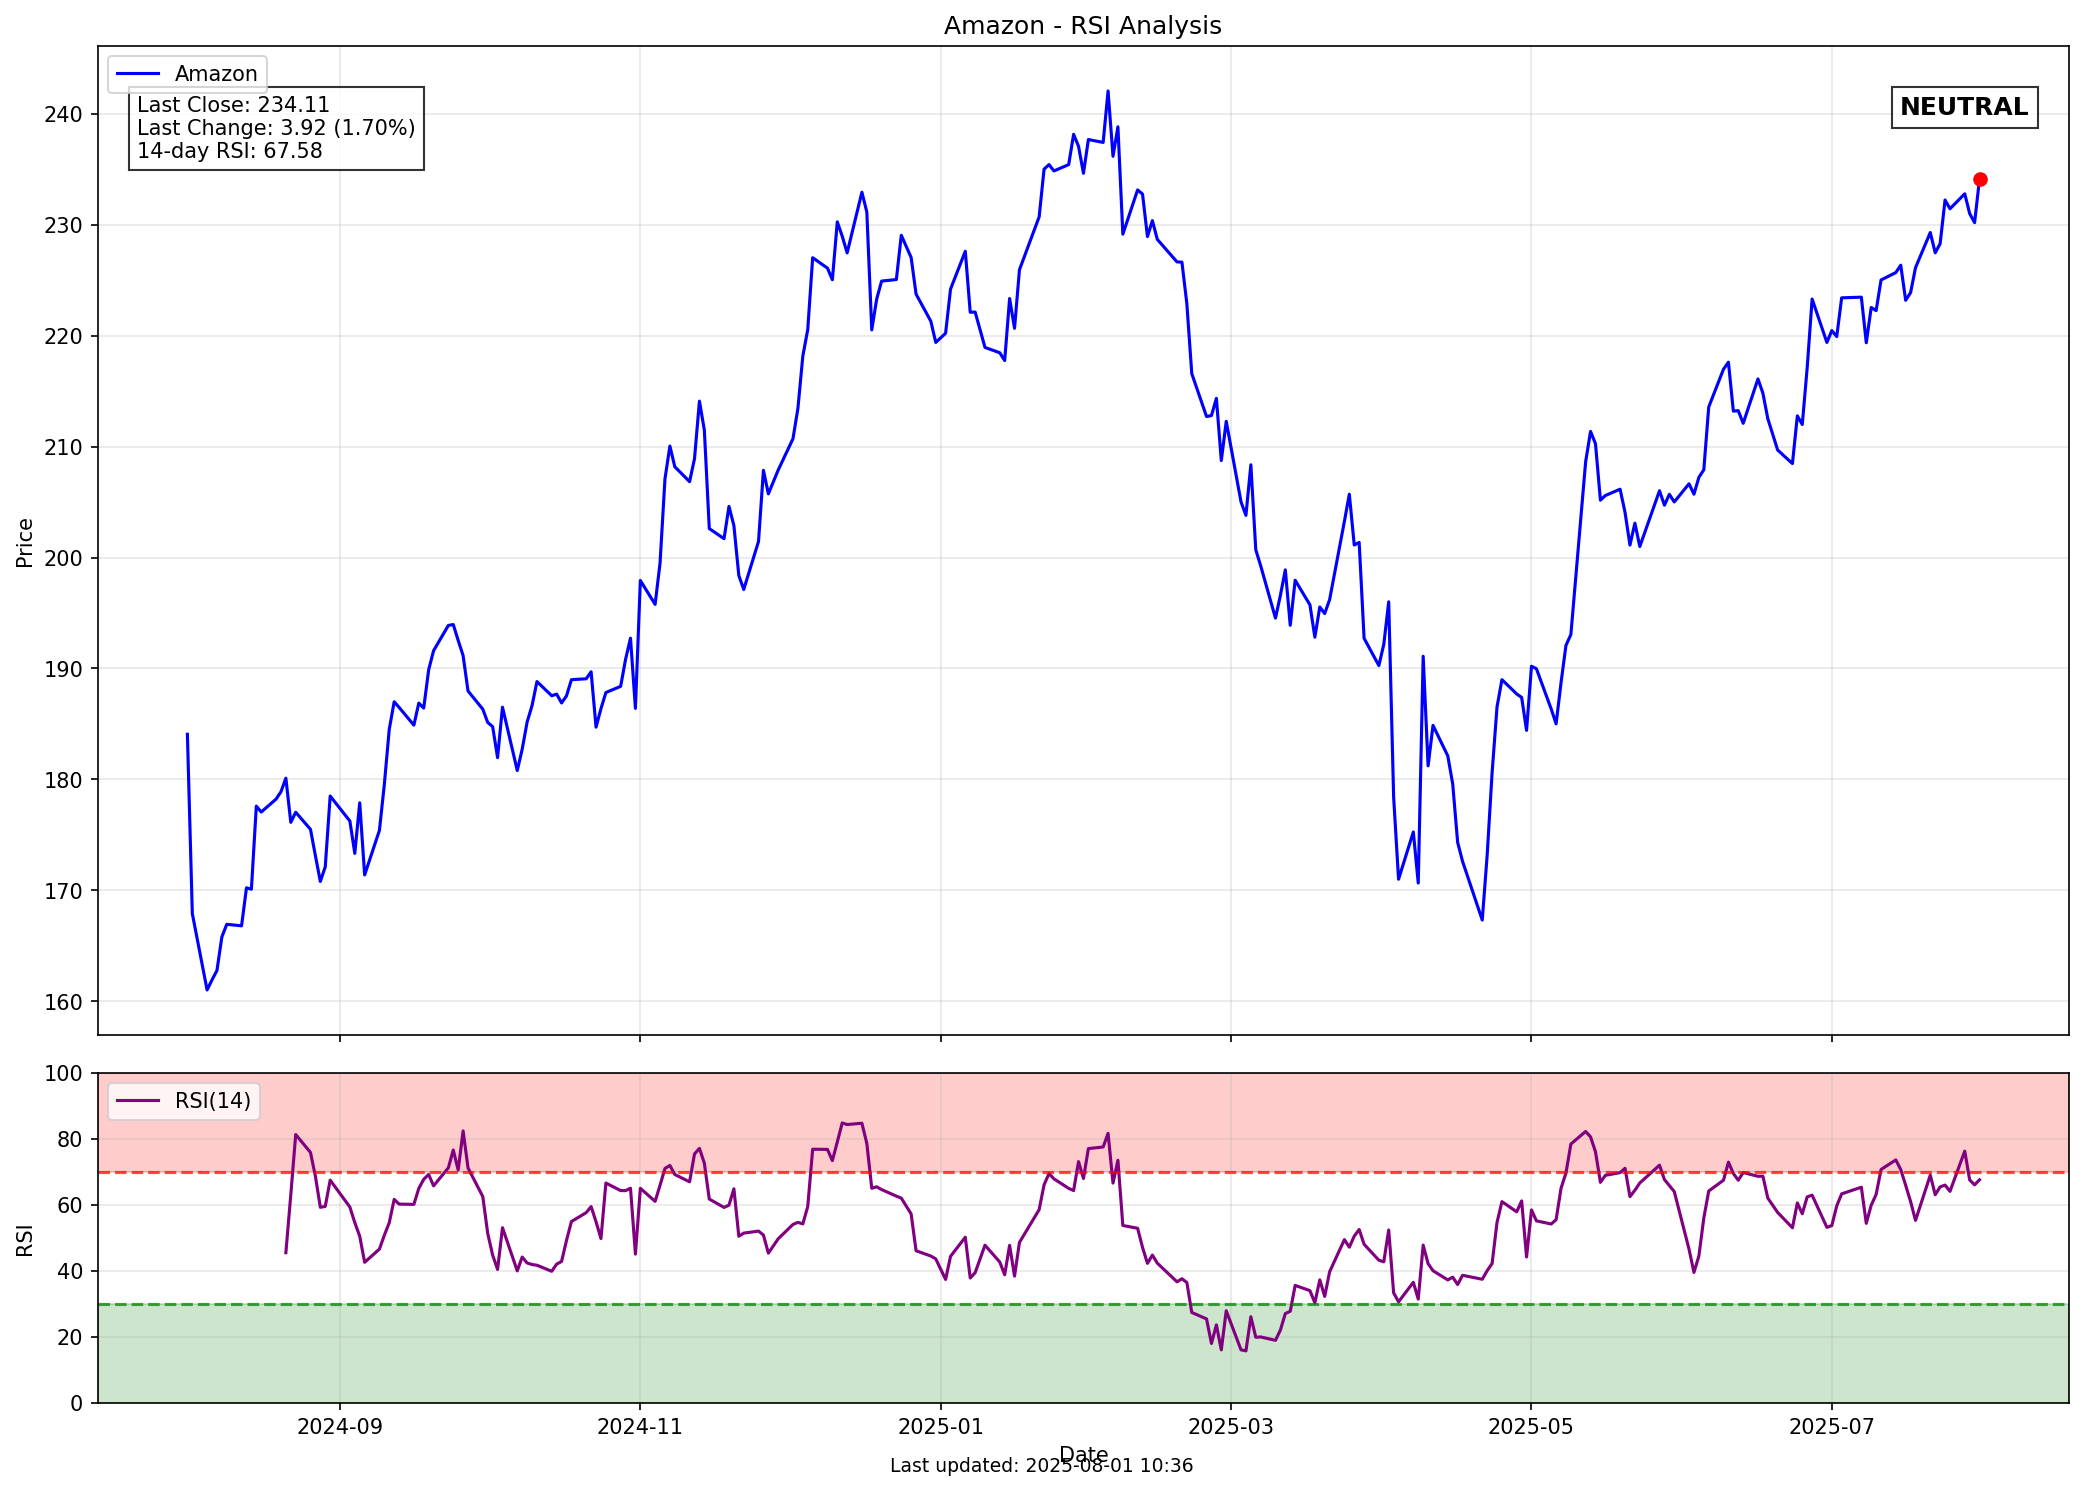 Amazon - RSI Analysis
Amazon
Last Close: 234.11
Last Change: 3.92 (1.70%)
14-day RSI: 67.58
NEUTRAL
240
230
220
210
200
190
180
170
160
Price
RSI(14)
100
80
60
40
20
0
RSI
2024-09
2024-11
2025-01
2025-03
2025-05
2025-07
Date
Last updated: 2025-08-01 10:36